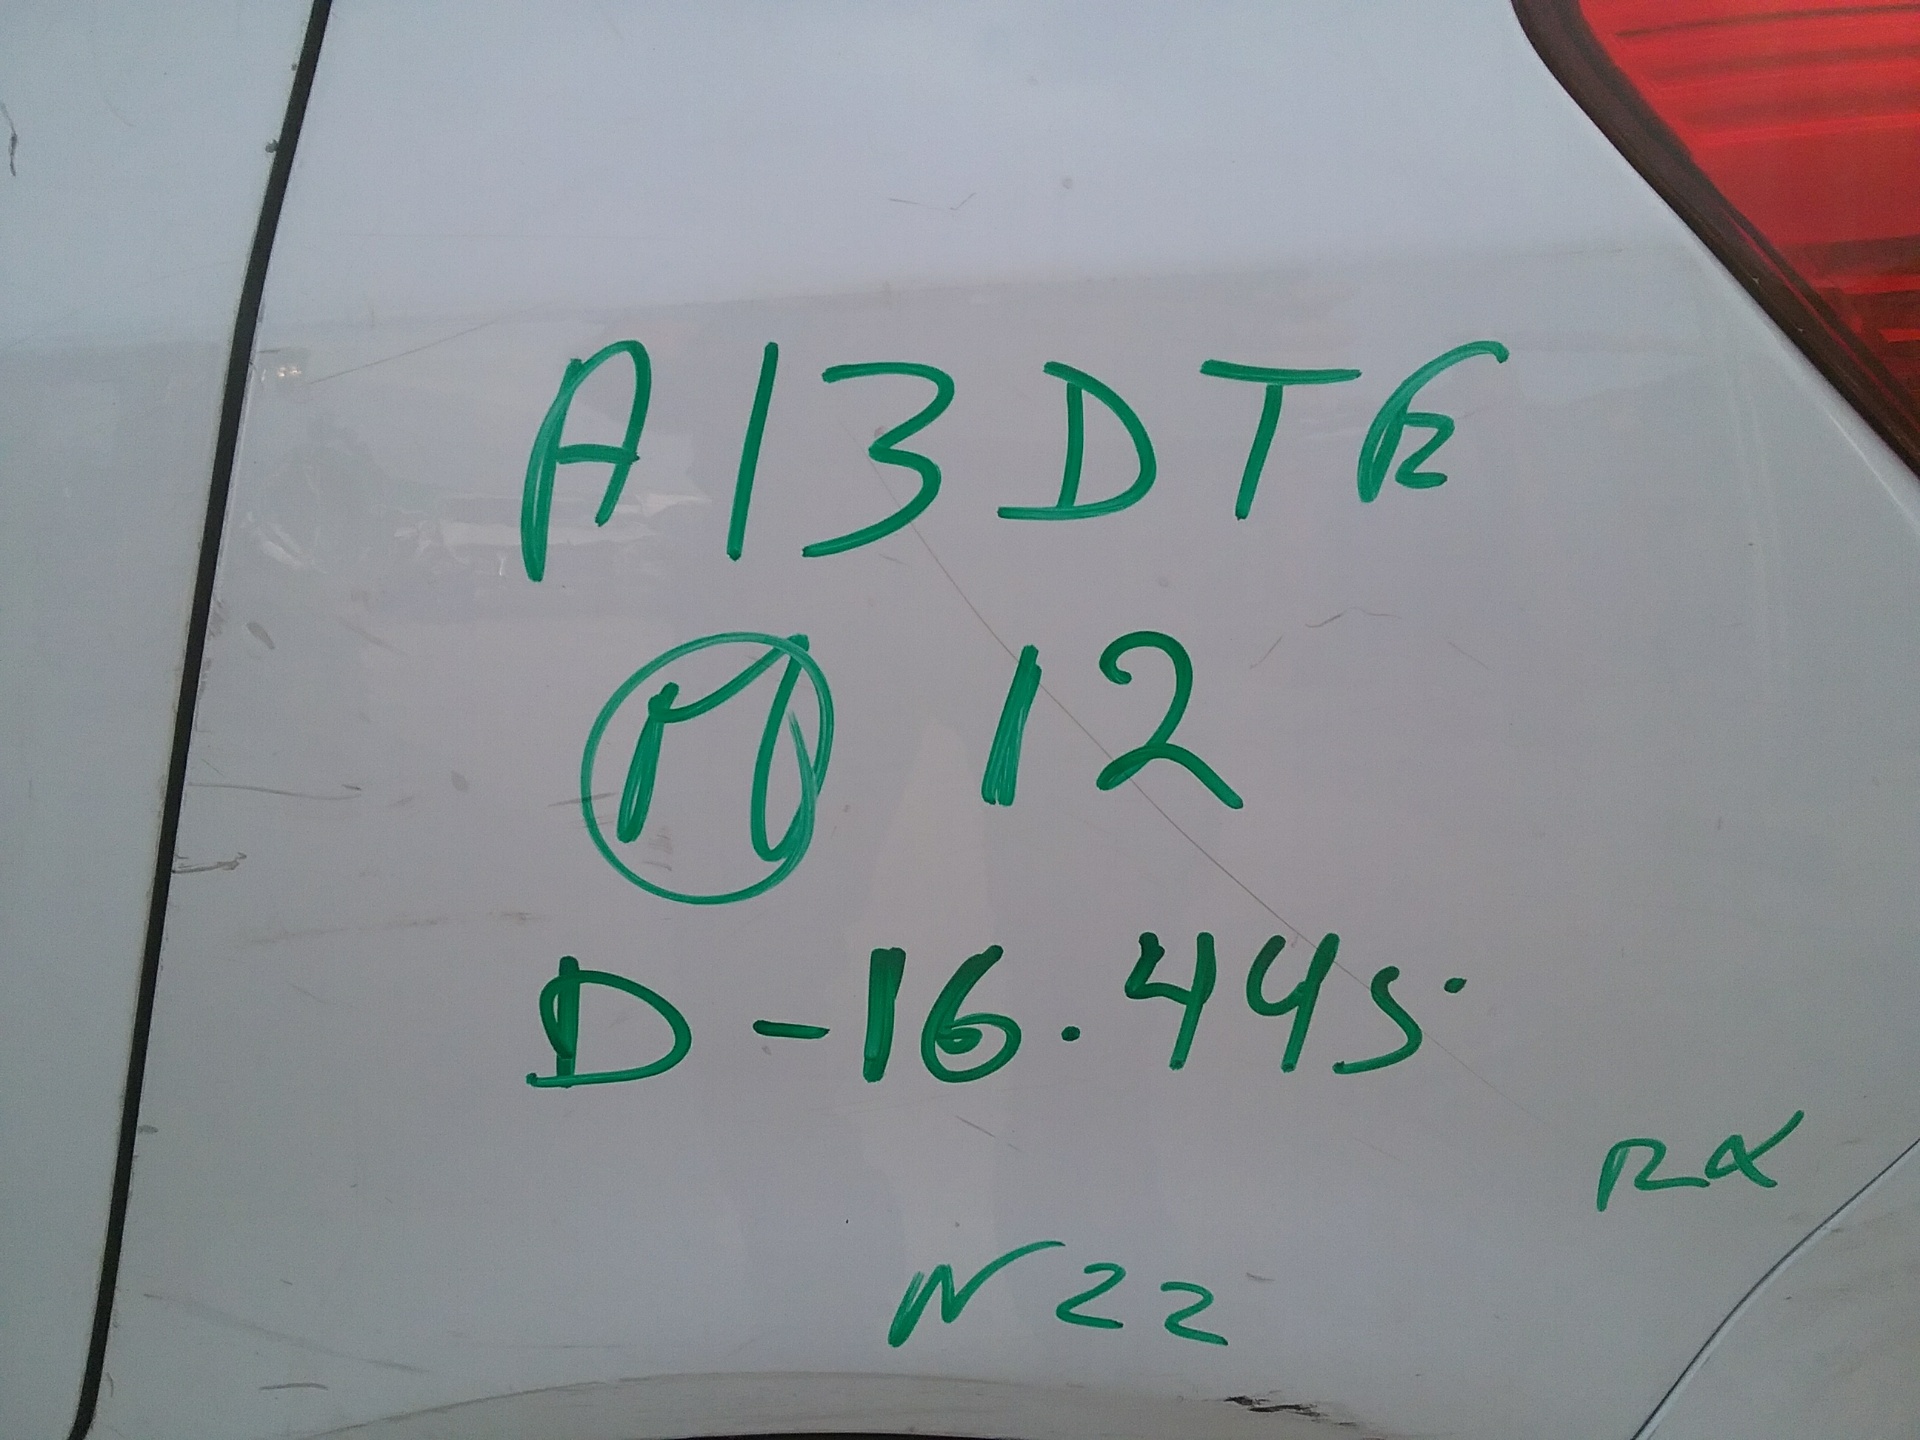 A13DTE
M 12
D-16.445.
RX
N22